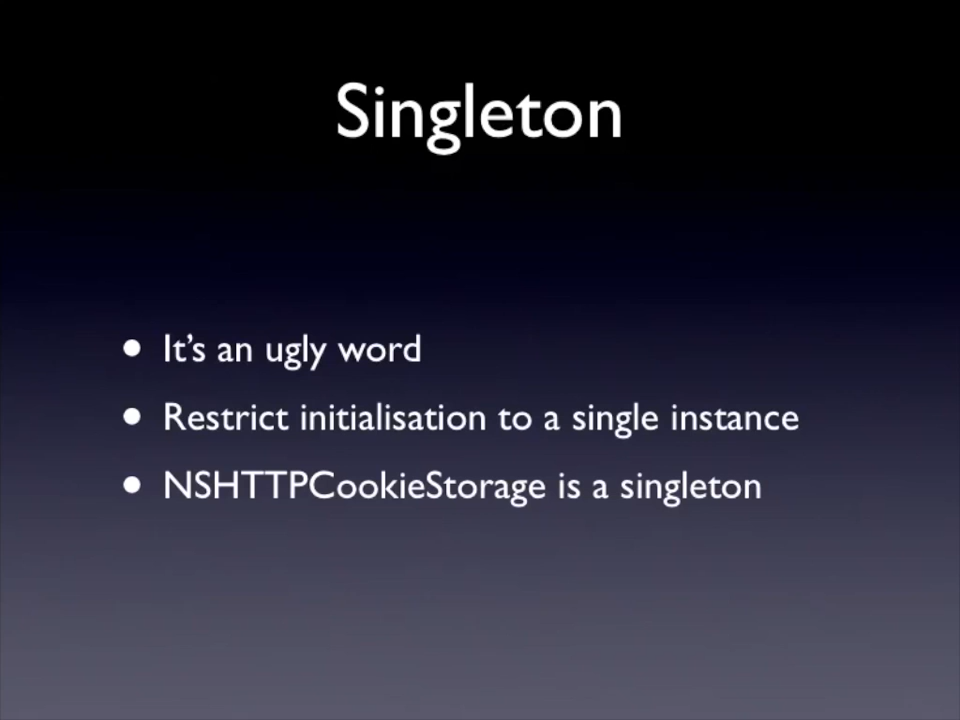 Singleton
• It’s an ugly word
• Restrict initialisation to a single instance
• NSHTTPCookieStorage is a singleton